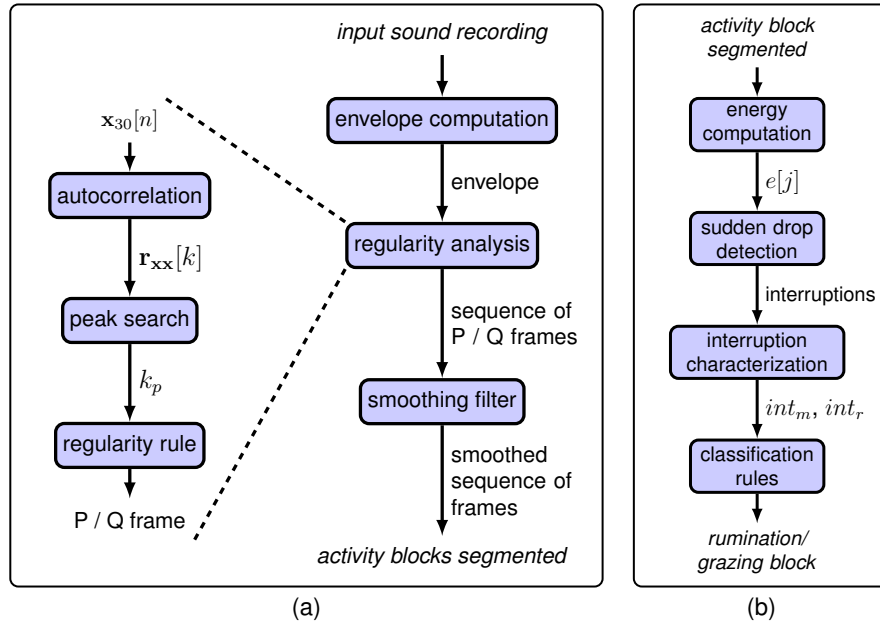 input sound recording
envelope computation
envelope
regularity analysis
sequence of
P / Q frames
smoothing filter
smoothed
sequence of
frames
activity blocks segmented
x₃₀[n]
autocorrelation
rₓₓ[k]
peak search
kₚ
regularity rule
P / Q frame
(a)
activity block
segmented
energy
computation
e[j]
sudden drop
detection
interruptions
interruption
characterization
intₘ, intᵣ
classification
rules
rumination/
grazing block
(b)